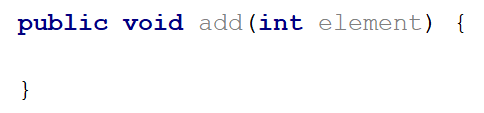 public void add(int element) {
}